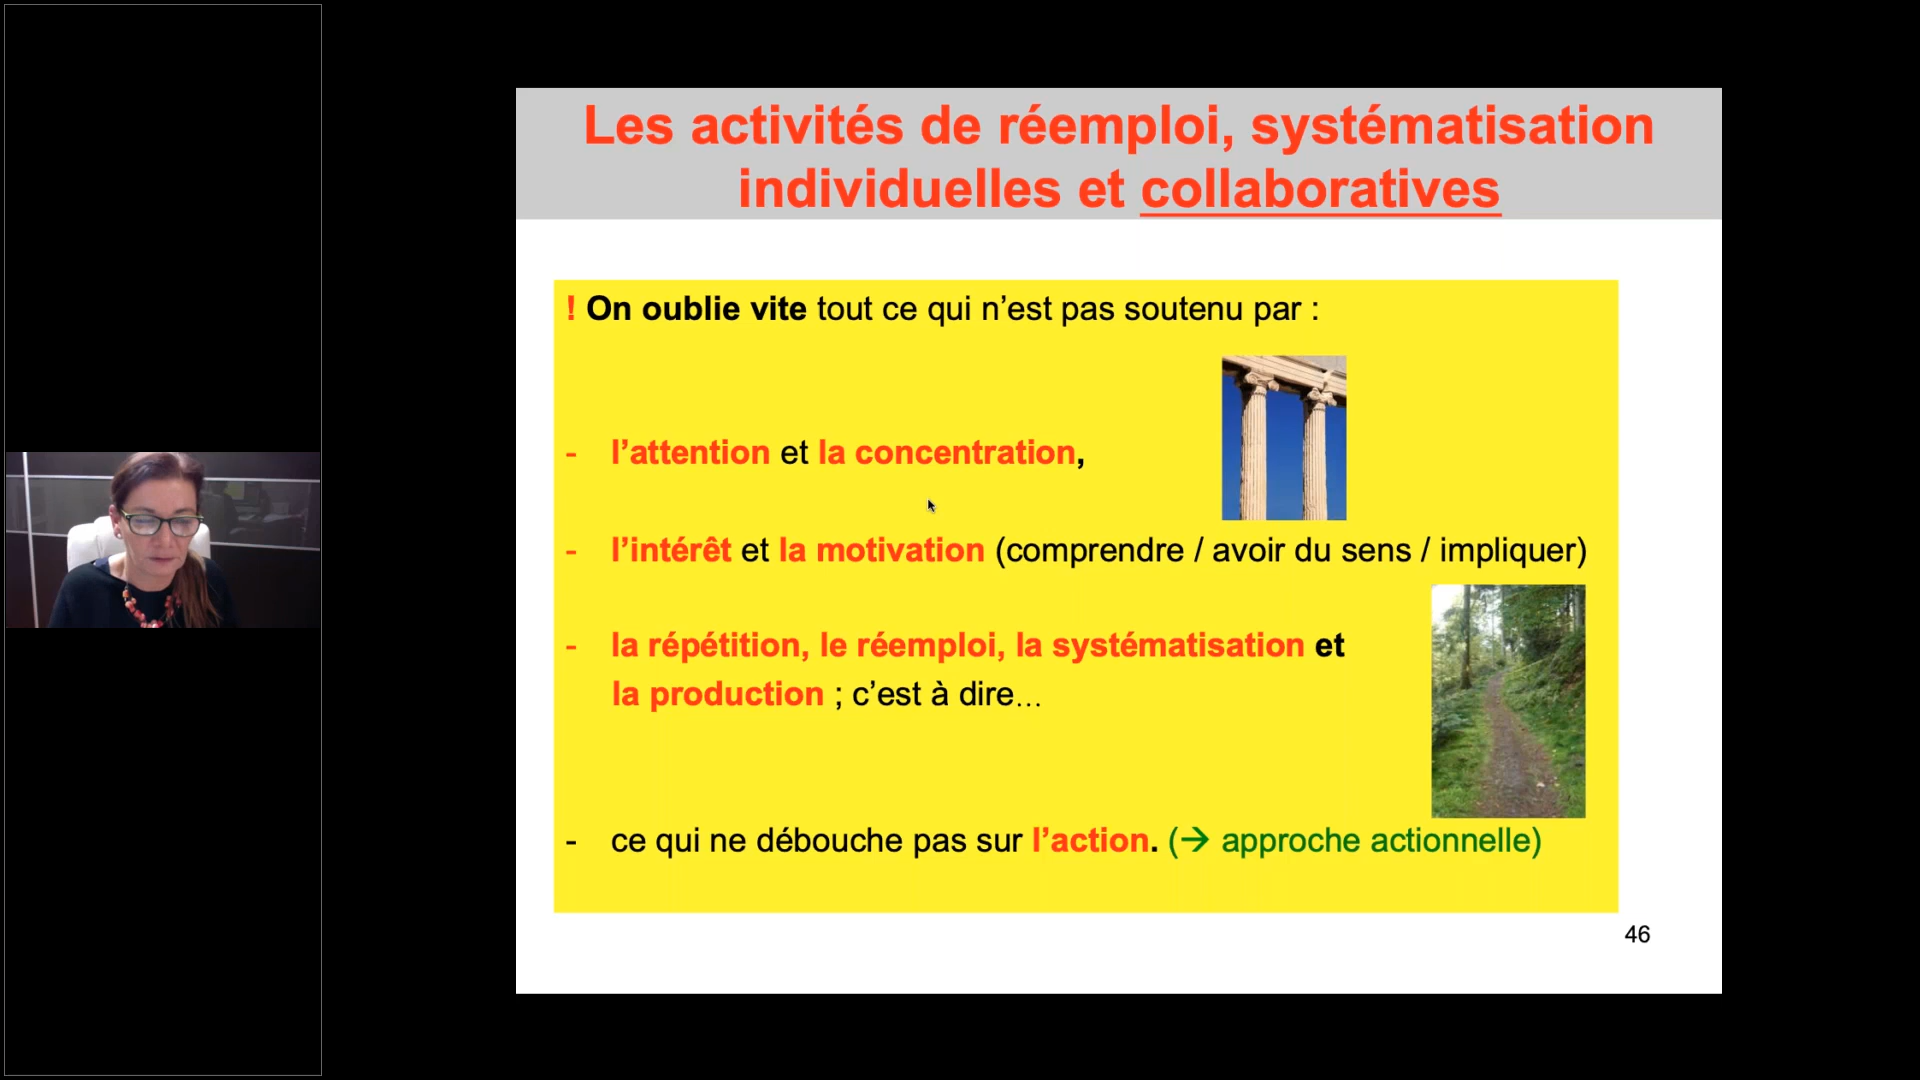 Les activités de réemploi, systématisation
individuelles et collaboratives
! On oublie vite tout ce qui n’est pas soutenu par :
- l’attention et la concentration,
- l’intérêt et la motivation (comprendre / avoir du sens / impliquer)
- la répétition, le réemploi, la systématisation et
la production ; c’est à dire…
- ce qui ne débouche pas sur l’action. (→ approche actionnelle)
46